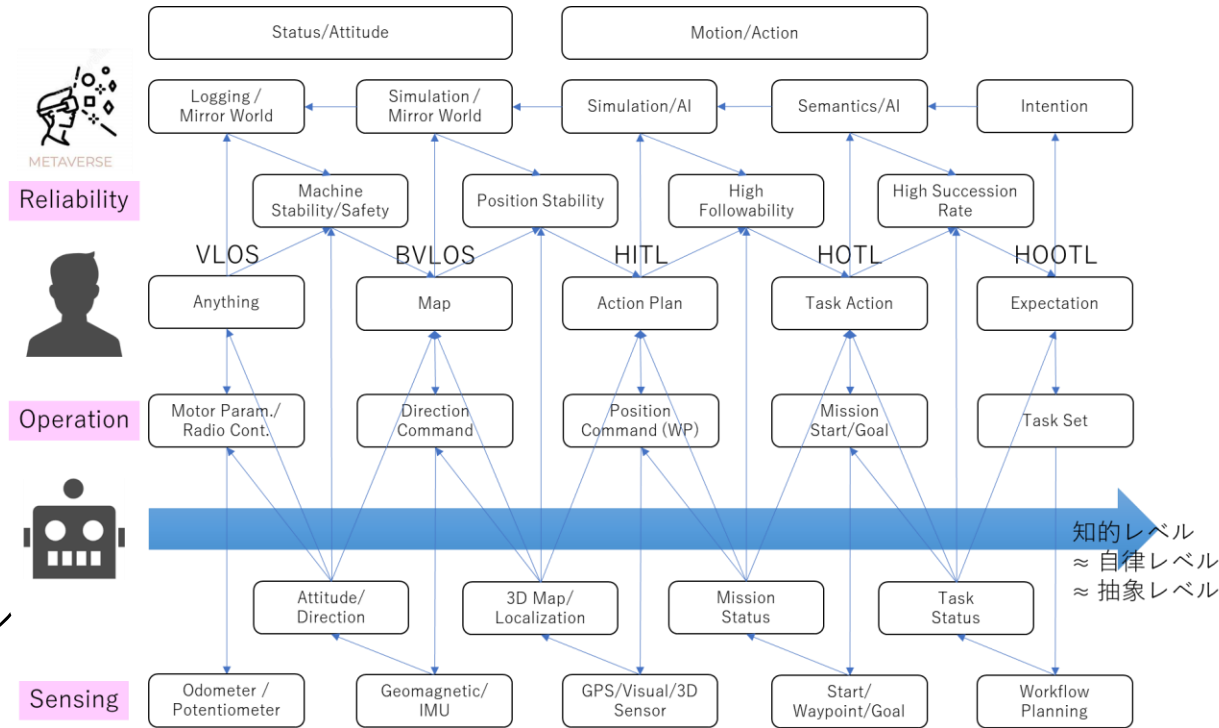 Status/Attitude
Motion/Action
METAVERSE
Logging /
Mirror World
Simulation /
Mirror World
Simulation/AI
Semantics/AI
Intention
Reliability
Machine
Stability/Safety
Position Stability
High
Followability
High Succession
Rate
VLOS
BVLOS
HITL
HOTL
HOOTL
Anything
Map
Action Plan
Task Action
Expectation
Operation
Motor Param./
Radio Cont.
Direction
Command
Position
Command (WP)
Mission
Start/Goal
Task Set
知的レベル
≈ 自律レベル
≈ 抽象レベル
Attitude/
Direction
3D Map/
Localization
Mission
Status
Task
Status
Sensing
Odometer /
Potentiometer
Geomagnetic/
IMU
GPS/Visual/3D
Sensor
Start/
Waypoint/Goal
Workflow
Planning